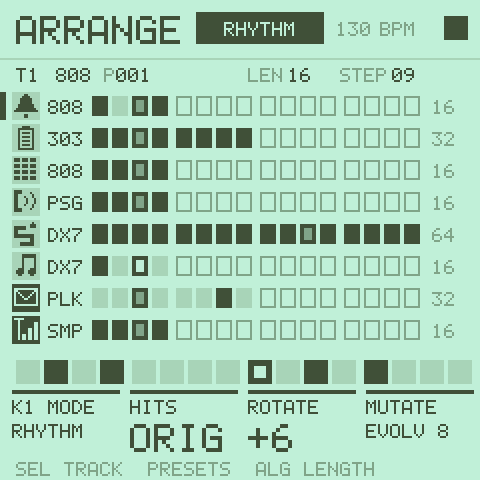 ARRANGE RHYTHM 130 BPM
T1 808 P001 LEN 16 STEP 09
808 16
303 32
808 16
PSG 16
DX7 64
DX7 16
PLK 32
SMP 16
K1 MODE HITS ROTATE MUTATE
RHYTHM ORIG +6 EVOLV 8
SEL TRACK PRESETS ALG LENGTH